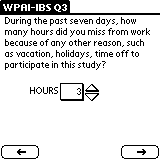 WPAI-IBS Q3
During the past seven days, how
many hours did you miss from work
because of any other reason, such
as vacation, holidays, time off to
participate in this study?
HOURS 3